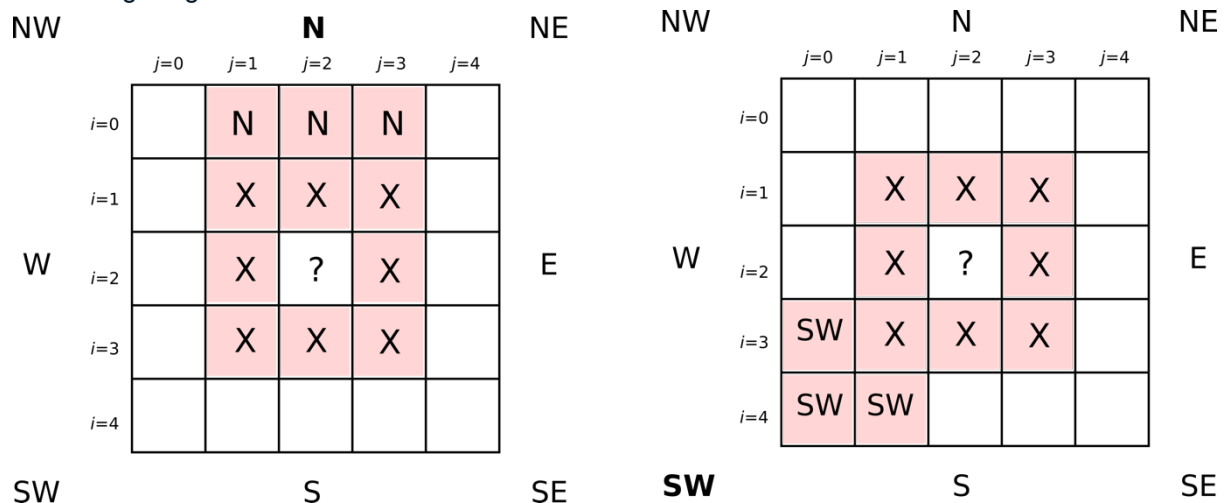 NW N NE
j=0 j=1 j=2 j=3 j=4
i=0 N N N
i=1 X X X
W i=2 X ? X E
i=3 X X X
i=4
SW S SE
NW N NE
j=0 j=1 j=2 j=3 j=4
i=0
i=1 X X X
W i=2 X ? X E
i=3 SW X X X
i=4 SW SW
SW S SE